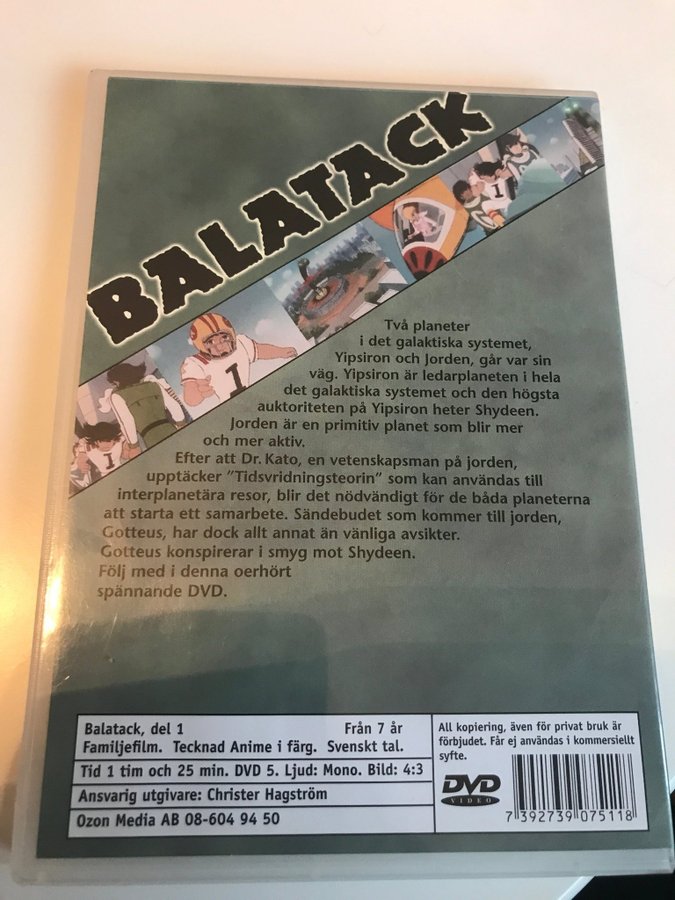 BALATACK
1
1
1
Två planeter
i det galaktiska systemet,
Yipsiron och Jorden, går var sin
väg. Yipsiron är ledarplaneten i hela
det galaktiska systemet och den högsta
auktoriteten på Yipsiron heter Shydeen.
Jorden är en primitiv planet som blir mer
och mer aktiv.
Efter att Dr. Kato, en vetenskapsman på jorden,
upptäcker "Tidsvridningsteorin" som kan användas till
interplanetära resor, blir det nödvändigt för de båda planeterna
att starta ett samarbete. Sändebudet som kommer till jorden,
Gotteus, har dock allt annat än vänliga avsikter.
Gotteus konspirerar i smyg mot Shydeen.
Följ med i denna oerhört
spännande DVD.
Balatack, del 1 Från 7 år
Familjefilm. Tecknad Anime i färg. Svenskt tal.
Tid 1 tim och 25 min. DVD 5. Ljud: Mono. Bild: 4:3
Ansvarig utgivare: Christer Hagström
Ozon Media AB 08-604 94 50
All kopiering, även för privat bruk är
förbjudet. Får ej användas i kommersiellt
syfte.
DVD
VIDEO
7 392739 075118